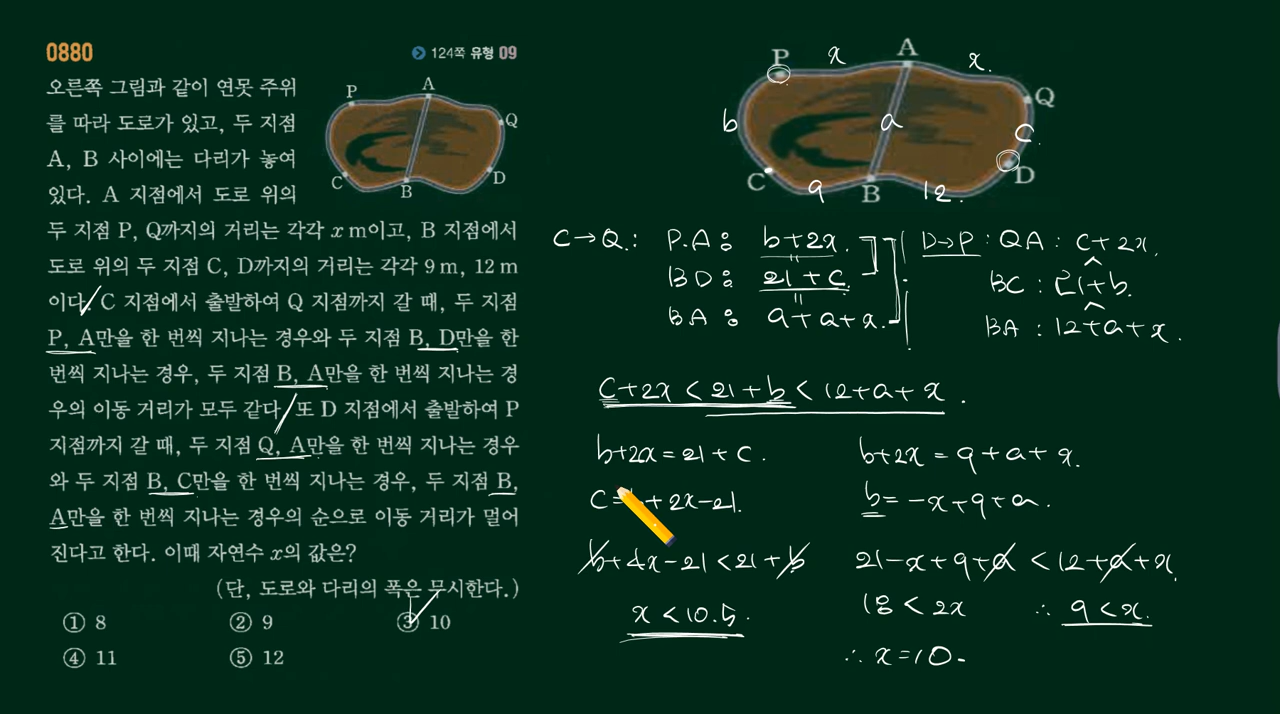 0880
124쪽 유형 09
오른쪽 그림과 같이 연못 주위
를 따라 도로가 있고, 두 지점
A, B 사이에는 다리가 놓여
있다. A 지점에서 도로 위의
두 지점 P, Q까지의 거리는 각각 x m이고, B 지점에서
도로 위의 두 지점 C, D까지의 거리는 각각 9 m, 12 m
이다. C 지점에서 출발하여 Q 지점까지 갈 때, 두 지점
P, A만을 한 번씩 지나는 경우와 두 지점 B, D만을 한
번씩 지나는 경우, 두 지점 B, A만을 한 번씩 지나는 경
우의 이동 거리가 모두 같다. 또 D 지점에서 출발하여 P
지점까지 갈 때, 두 지점 Q, A만을 한 번씩 지나는 경우
와 두 지점 B, C만을 한 번씩 지나는 경우, 두 지점 B,
A만을 한 번씩 지나는 경우의 순으로 이동 거리가 멀어
진다고 한다. 이때 자연수 x의 값은?
(단, 도로와 다리의 폭은 무시한다.)
① 8 ② 9 ③ 10
④ 11 ⑤ 12
P A Q
C B D
P x A x Q
b a c
C 9 B 12 D
C→Q : P.A : b+2x
BD : 21+c
BA : 9+a+x
D→P : QA : c+2x
BC : 21+b
BA : 12+a+x
c+2x < 21+b < 12+a+x
b+2x = 21+c
b+2x = 9+a+x
c = b+2x-21
b = -x+9+a
b+4x-21 < 21+b
21-x+9+a < 12+a+x
x < 10.5
18 < 2x ∴ 9 < x
∴ x=10